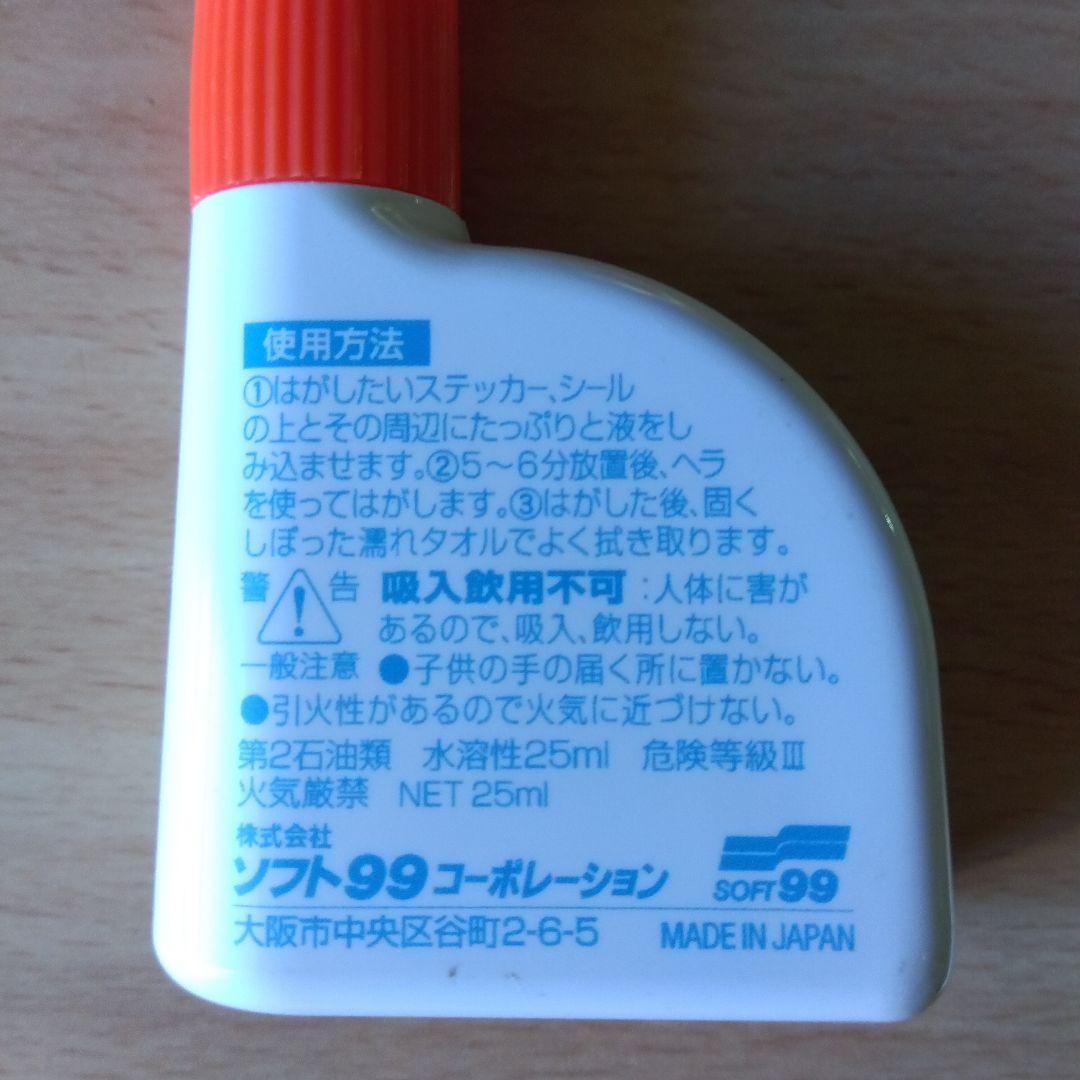 使用方法
①はがしたいステッカー、シール
の上とその周辺にたっぷりと液をし
み込ませます。②5～6分放置後、ヘラ
を使ってはがします。③はがした後、固く
しぼった濡れタオルでよく拭き取ります。
警告 吸入飲用不可：人体に害が
あるので、吸入、飲用しない。
一般注意 ●子供の手の届く所に置かない。
●引火性があるので火気に近づけない。
第2石油類 水溶性25ml 危険等級Ⅲ
火気厳禁 NET 25ml
株式会社
ソフト99コーポレーション
SOFT99
大阪市中央区谷町2-6-5 MADE IN JAPAN